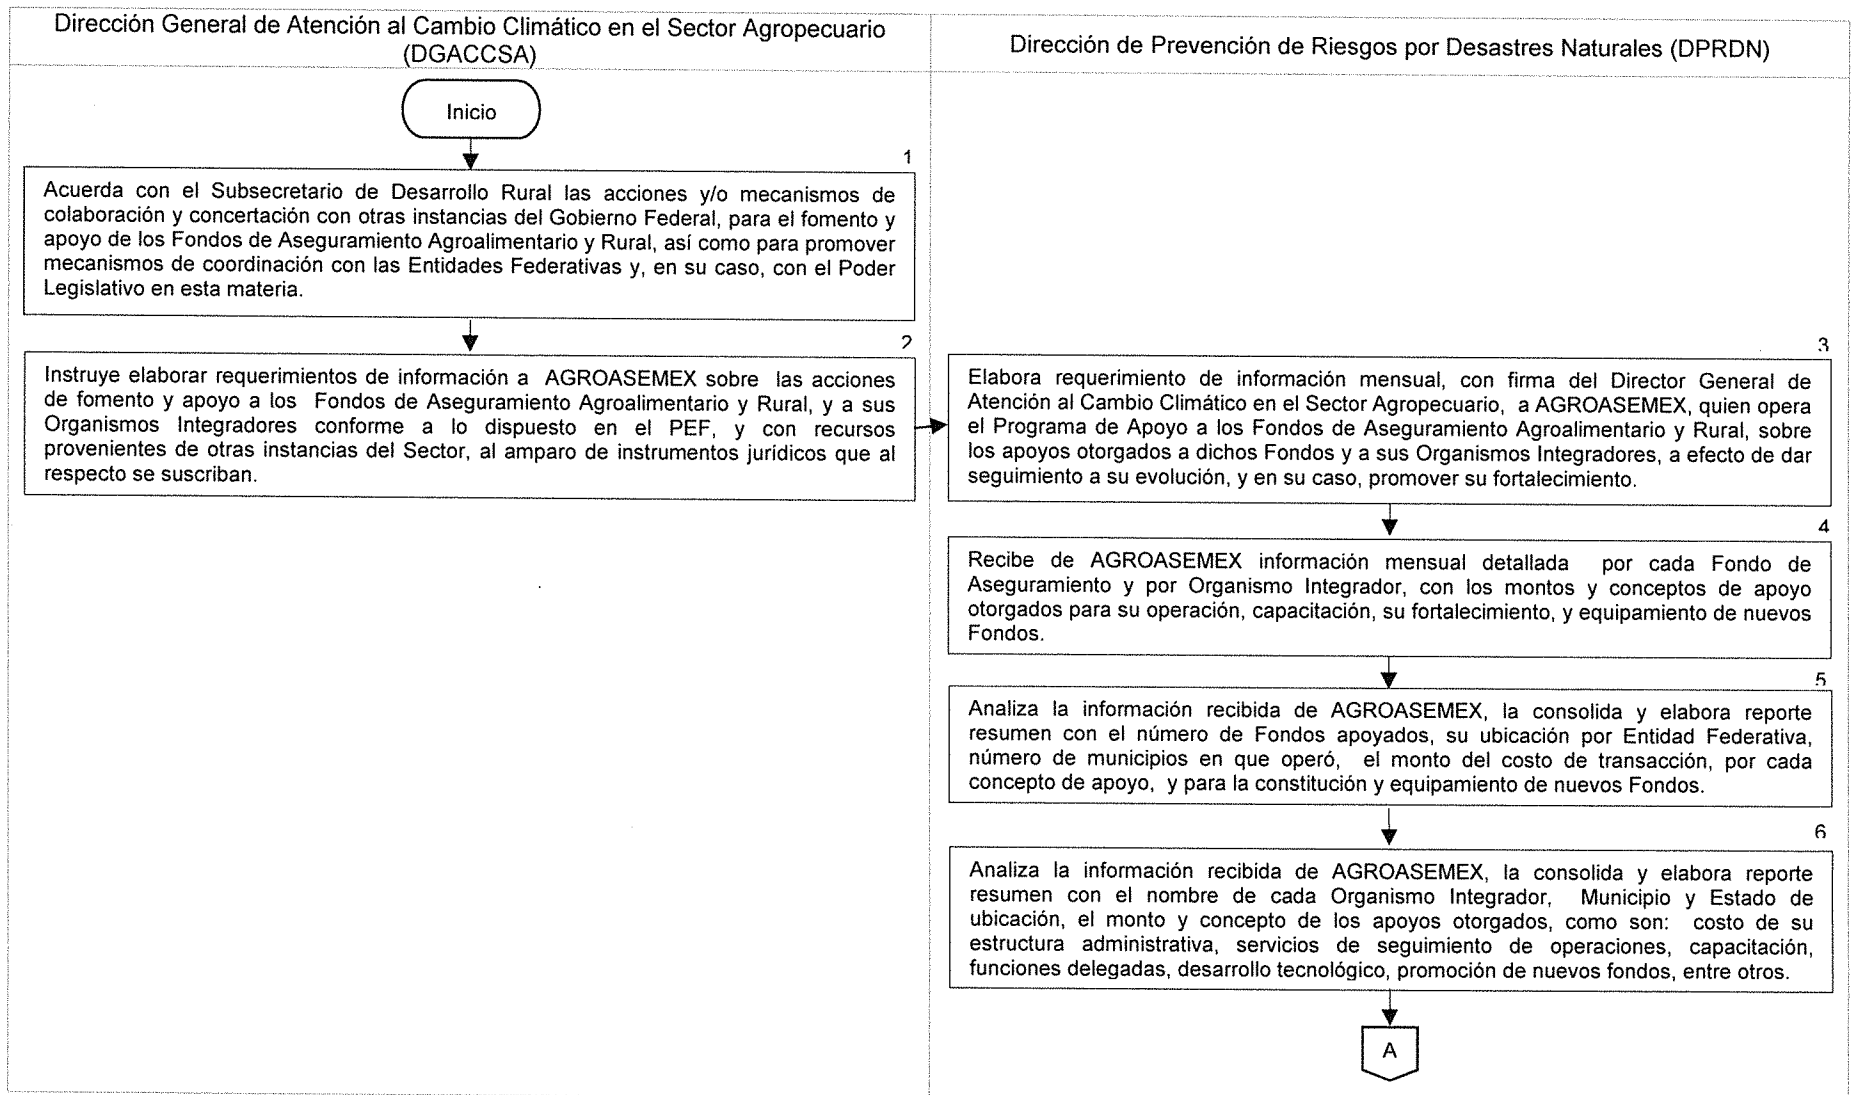 Dirección General de Atención al Cambio Climático en el Sector Agropecuario
(DGACCSA)
Dirección de Prevención de Riesgos por Desastres Naturales (DPRDN)
Inicio
1
Acuerda con el Subsecretario de Desarrollo Rural las acciones y/o mecanismos de
colaboración y concertación con otras instancias del Gobierno Federal, para el fomento y
apoyo de los Fondos de Aseguramiento Agroalimentario y Rural, así como para promover
mecanismos de coordinación con las Entidades Federativas y, en su caso, con el Poder
Legislativo en esta materia.
2
Instruye elaborar requerimientos de información a AGROASEMEX sobre las acciones
de fomento y apoyo a los Fondos de Aseguramiento Agroalimentario y Rural, y a sus
Organismos Integradores conforme a lo dispuesto en el PEF, y con recursos
provenientes de otras instancias del Sector, al amparo de instrumentos jurídicos que al
respecto se suscriban.
3
Elabora requerimiento de información mensual, con firma del Director General de
Atención al Cambio Climático en el Sector Agropecuario, a AGROASEMEX, quien opera
el Programa de Apoyo a los Fondos de Aseguramiento Agroalimentario y Rural, sobre
los apoyos otorgados a dichos Fondos y a sus Organismos Integradores, a efecto de dar
seguimiento a su evolución, y en su caso, promover su fortalecimiento.
4
Recibe de AGROASEMEX información mensual detallada por cada Fondo de
Aseguramiento y por Organismo Integrador, con los montos y conceptos de apoyo
otorgados para su operación, capacitación, su fortalecimiento, y equipamiento de nuevos
Fondos.
5
Analiza la información recibida de AGROASEMEX, la consolida y elabora reporte
resumen con el número de Fondos apoyados, su ubicación por Entidad Federativa,
número de municipios en que operó, el monto del costo de transacción, por cada
concepto de apoyo, y para la constitución y equipamiento de nuevos Fondos.
6
Analiza la información recibida de AGROASEMEX, la consolida y elabora reporte
resumen con el nombre de cada Organismo Integrador, Municipio y Estado de
ubicación, el monto y concepto de los apoyos otorgados, como son: costo de su
estructura administrativa, servicios de seguimiento de operaciones, capacitación,
funciones delegadas, desarrollo tecnológico, promoción de nuevos fondos, entre otros.
A